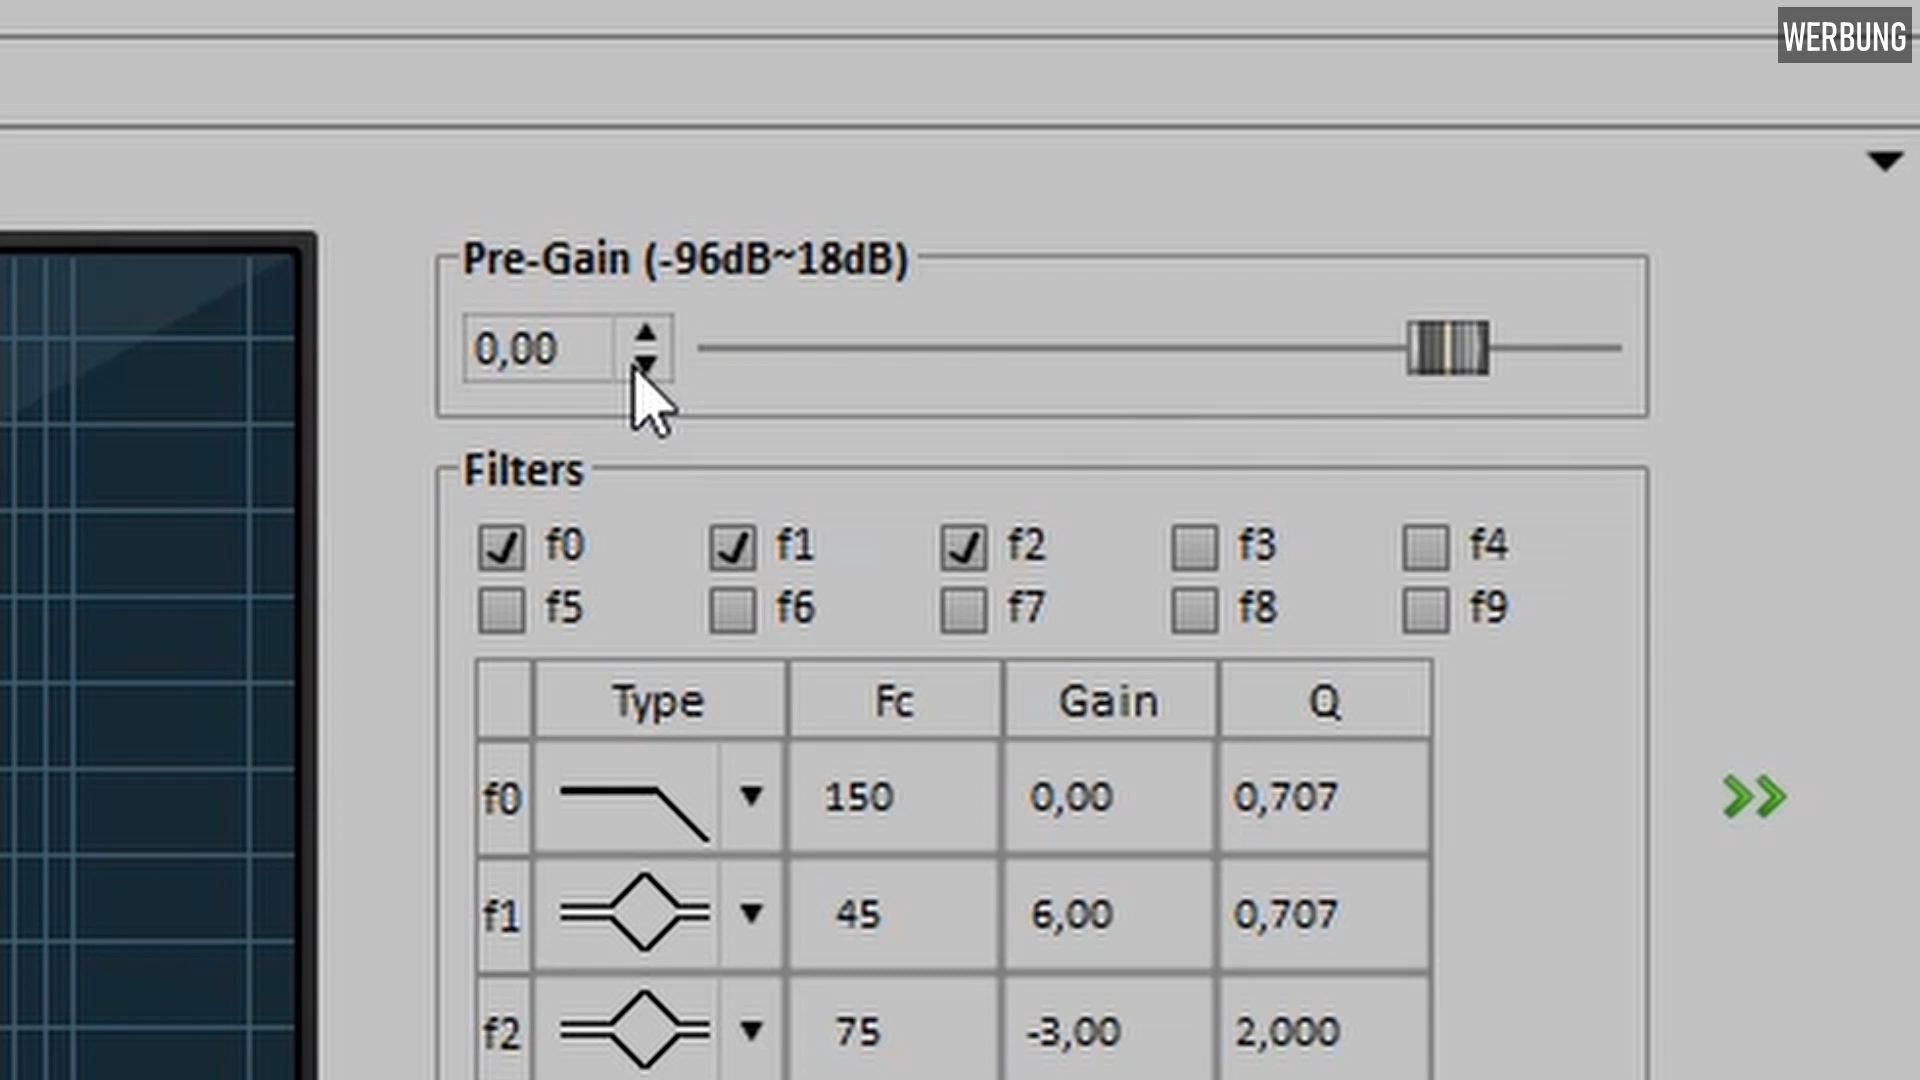 WERBUNG
Pre-Gain (-96dB~18dB)
0,00
Filters
f0 f1 f2 f3 f4
f5 f6 f7 f8 f9
Type Fc Gain Q
f0 150 0,00 0,707
f1 45 6,00 0,707
f2 75 -3,00 2,000